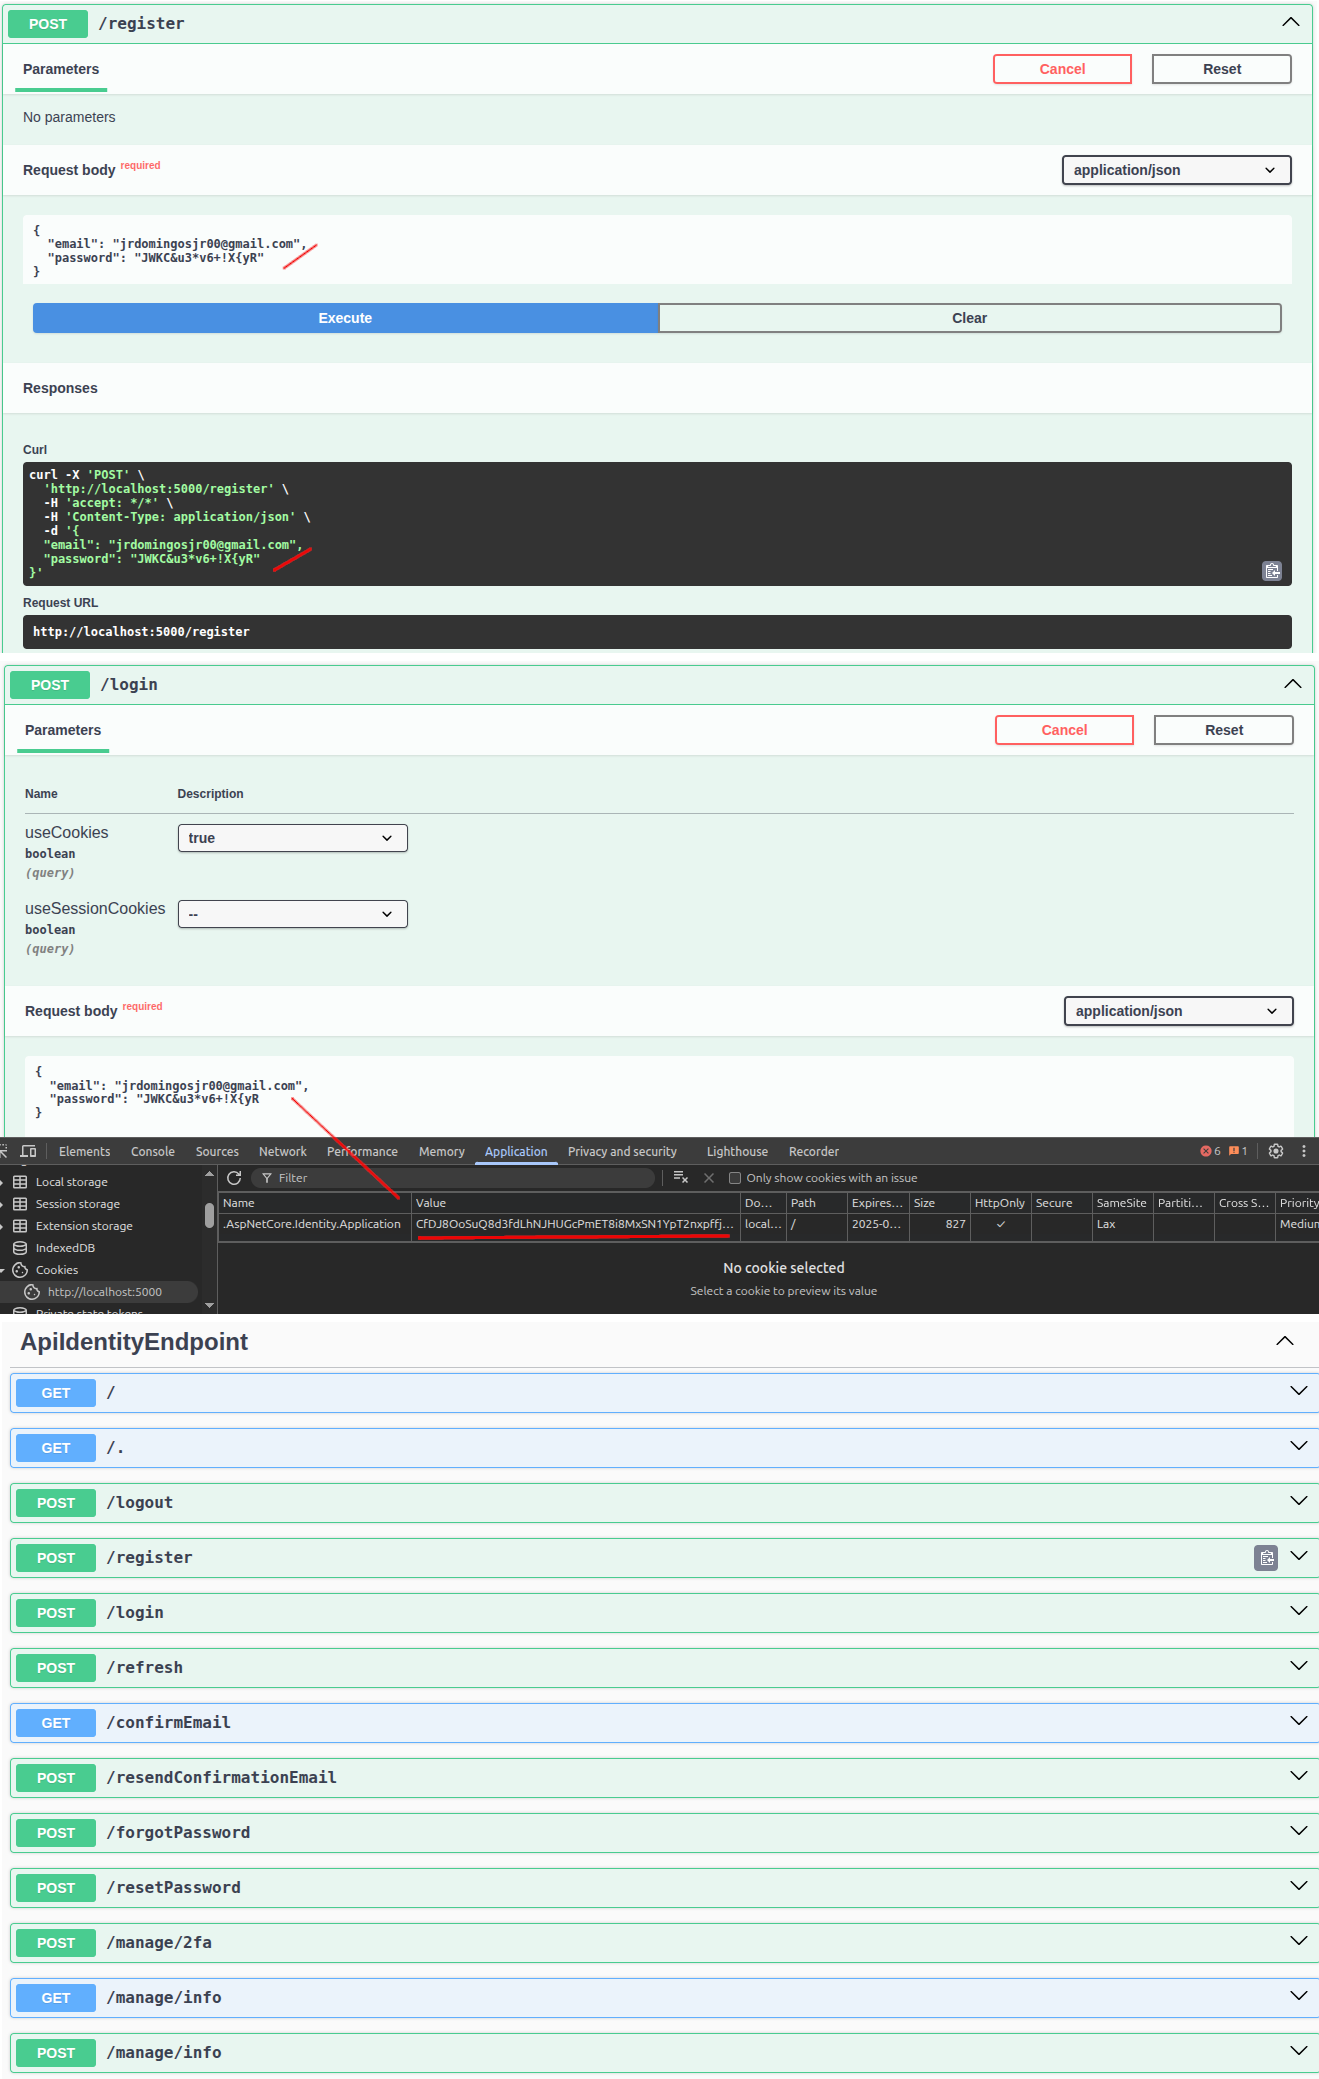 POST /register
Parameters
Cancel
Reset
No parameters
Request body required
application/json
{
"email": "jrdomingosjr00@gmail.com",
"password": "JWKC&u3*v6+!X{yR"
}
Execute
Clear
Responses
Curl
curl -X 'POST' \
'http://localhost:5000/register' \
-H 'accept: */*' \
-H 'Content-Type: application/json' \
-d '{
"email": "jrdomingosjr00@gmail.com",
"password": "JWKC&u3*v6+!X{yR"
}'
Request URL
http://localhost:5000/register
POST /login
Parameters
Cancel
Reset
Name Description
useCookies
true
boolean
(query)
useSessionCookies
--
boolean
(query)
Request body required
application/json
{
"email": "jrdomingosjr00@gmail.com",
"password": "JWKC&u3*v6+!X{yR
}
Elements Console Sources Network Performance Memory Application Privacy and security Lighthouse Recorder 6 1
Local storage
Session storage
Extension storage
IndexedDB
Cookies
http://localhost:5000
Private state tokens
Filter
Only show cookies with an issue
Name Value Do... Path Expires... Size HttpOnly Secure SameSite Partiti... Cross S... Priority
.AspNetCore.Identity.Application CfDJ8OoSuQ8d3fdLhNJHUGcPmET8i8MxSN1YpT2nxpffj... local... / 2025-0... 827 ✓ Lax Medium
No cookie selected
Select a cookie to preview its value
ApiIdentityEndpoint
GET /
GET /.
POST /logout
POST /register
POST /login
POST /refresh
GET /confirmEmail
POST /resendConfirmationEmail
POST /forgotPassword
POST /resetPassword
POST /manage/2fa
GET /manage/info
POST /manage/info